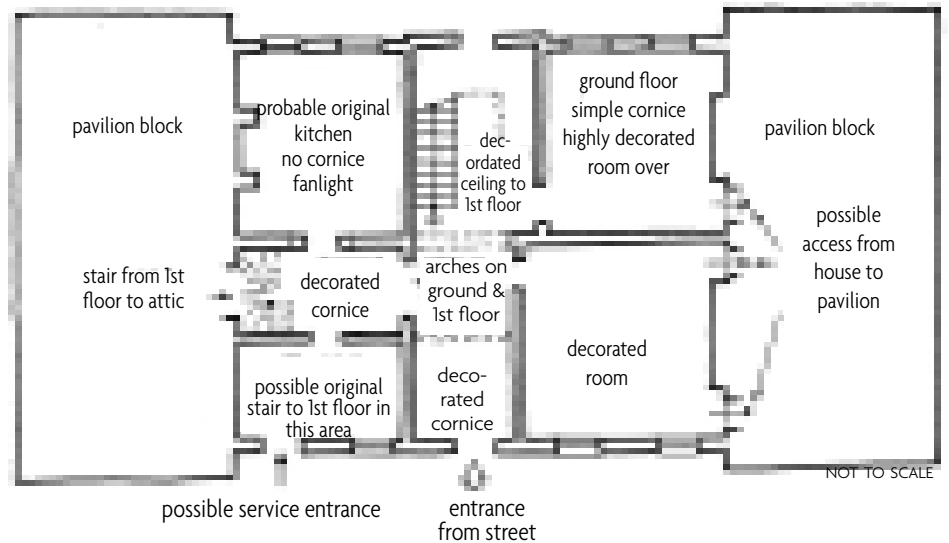 pavilion block
probable original
kitchen
no cornice
fanlight
dec-
ordated
ceiling to
1st floor
ground floor
simple cornice
highly decorated
room over
pavilion block
possible
access from
house to
pavilion
stair from 1st
floor to attic
decorated
cornice
arches on
ground &
1st floor
decorated
room
possible original
stair to 1st floor in
this area
deco-
rated
cornice
NOT TO SCALE
possible service entrance
entrance
from street